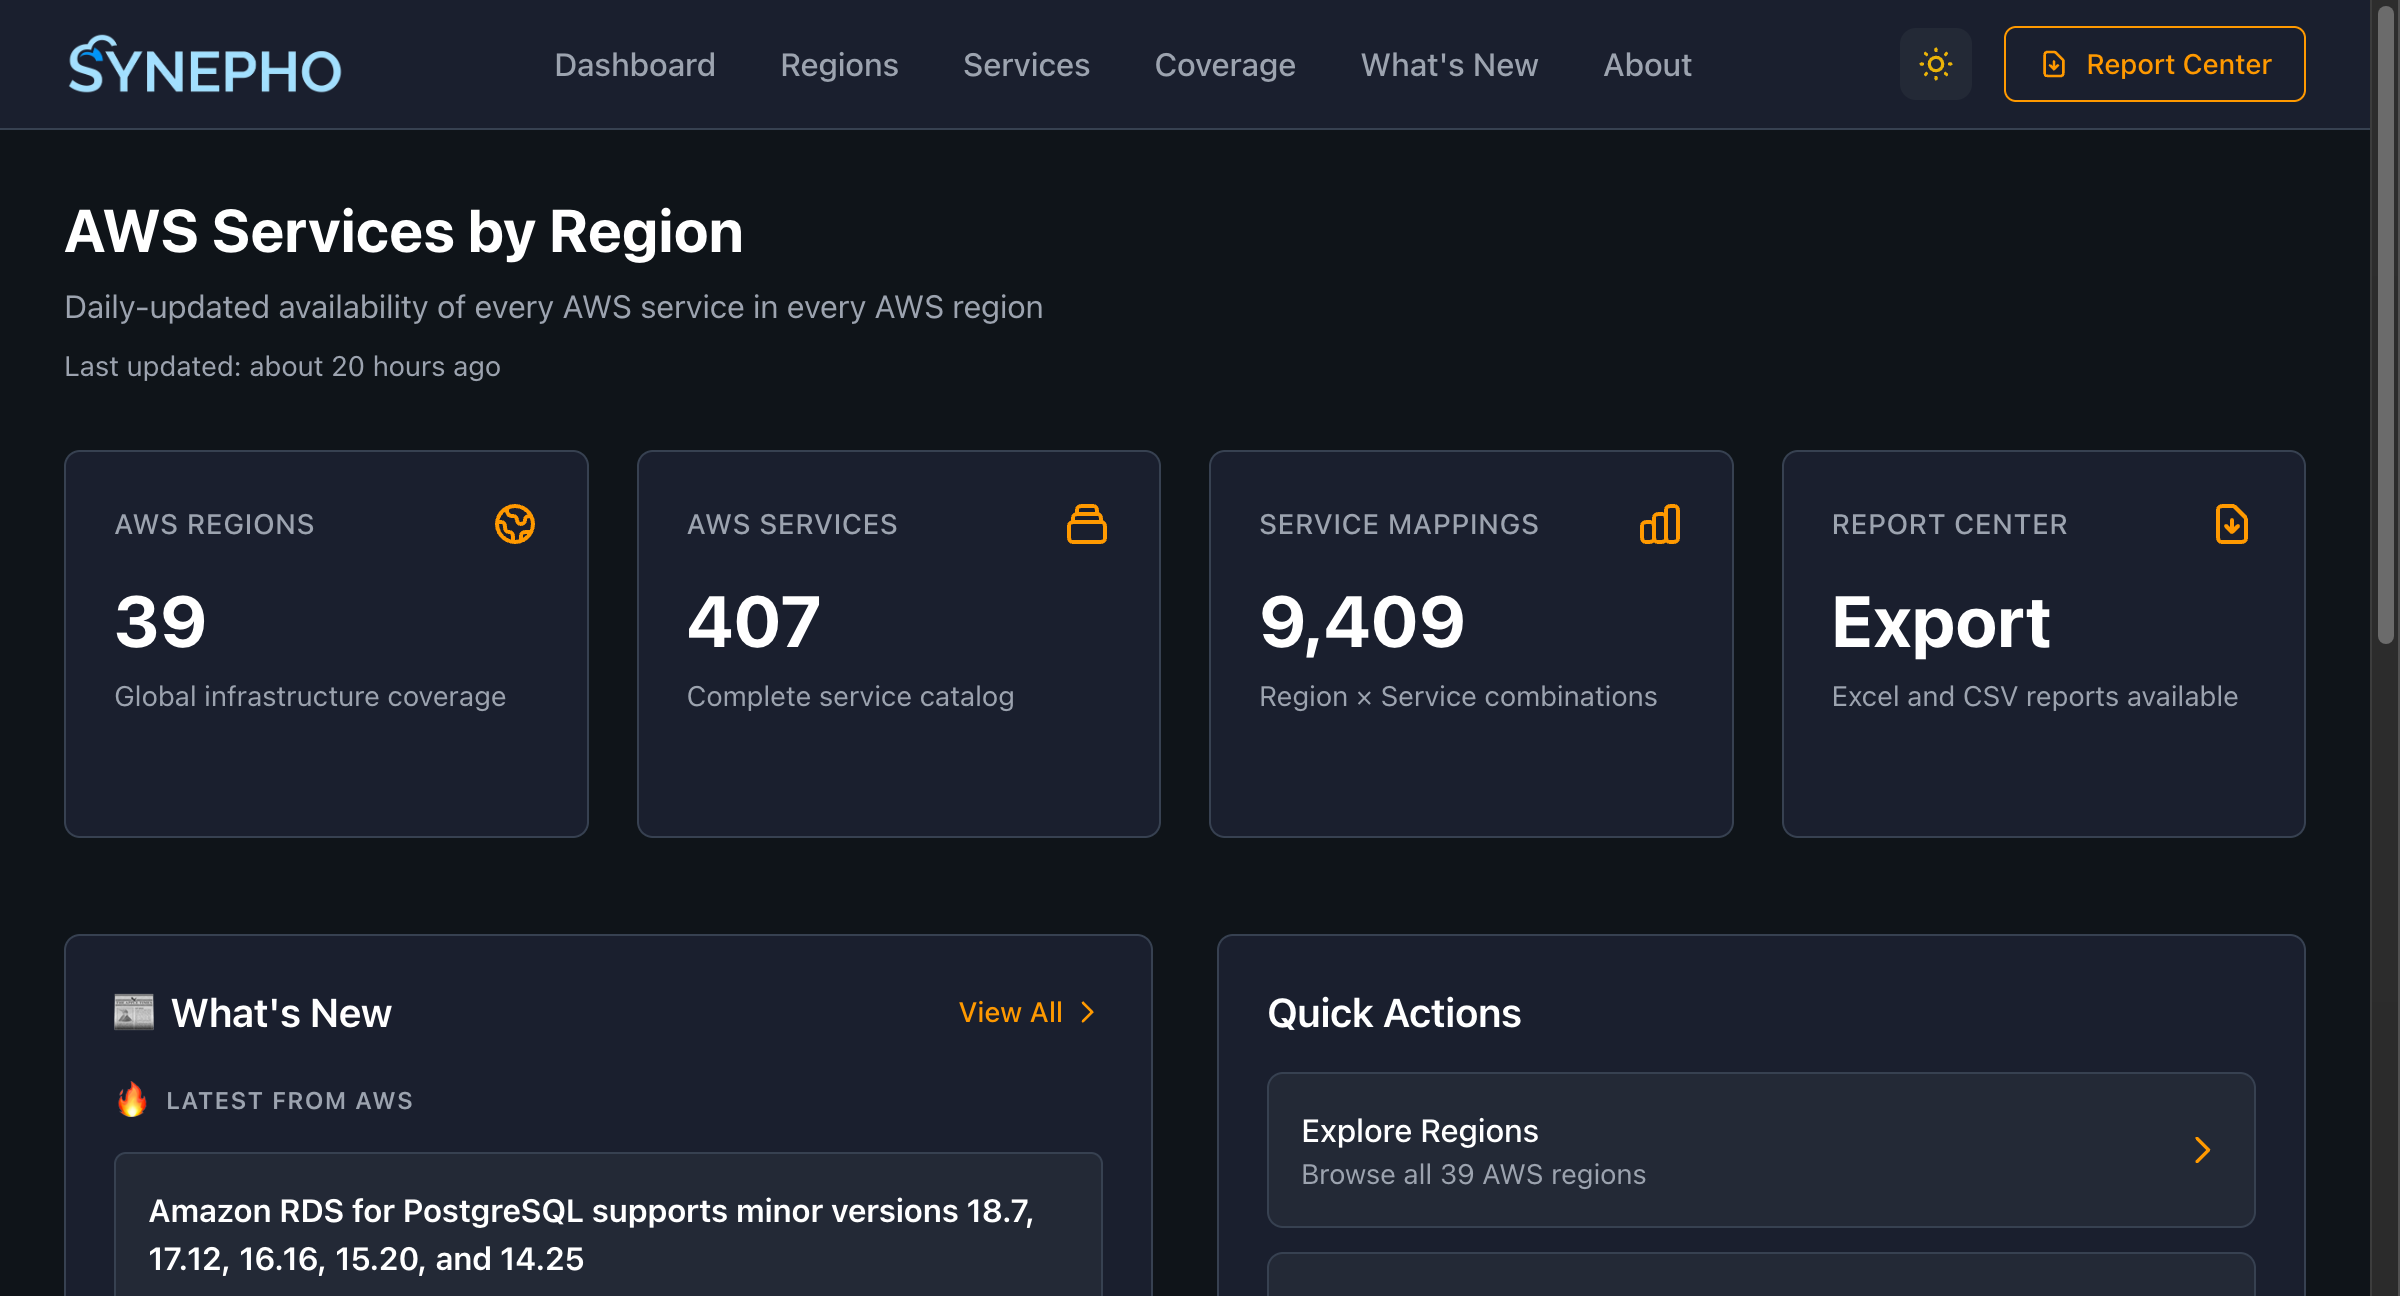 SYNEPHO
Dashboard
Regions
Services
Coverage
What's New
About
Report Center
AWS Services by Region
Daily-updated availability of every AWS service in every AWS region
Last updated: about 20 hours ago
AWS REGIONS
39
Global infrastructure coverage
AWS SERVICES
407
Complete service catalog
SERVICE MAPPINGS
9,409
Region × Service combinations
REPORT CENTER
Export
Excel and CSV reports available
What's New
View All
LATEST FROM AWS
Amazon RDS for PostgreSQL supports minor versions 18.7,
17.12, 16.16, 15.20, and 14.25
Quick Actions
Explore Regions
Browse all 39 AWS regions